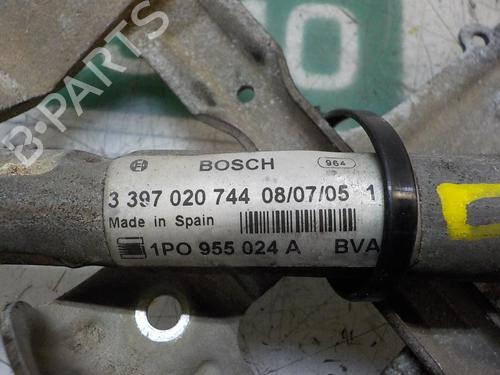 BOSCH 964
3 397 020 744 08/07/05 1
Made in Spain
1PO 955 024 A BVA
B-PARTS